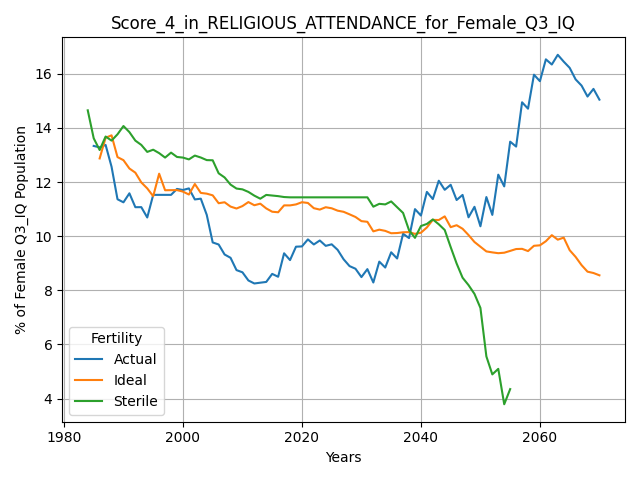 Score_4_in_RELIGIOUS_ATTENDANCE_for_Female_Q3_IQ
% of Female Q3_IQ Population
16
14
12
10
8
6
4
Fertility
Actual
Ideal
Sterile
1980 2000 2020 2040 2060
Years